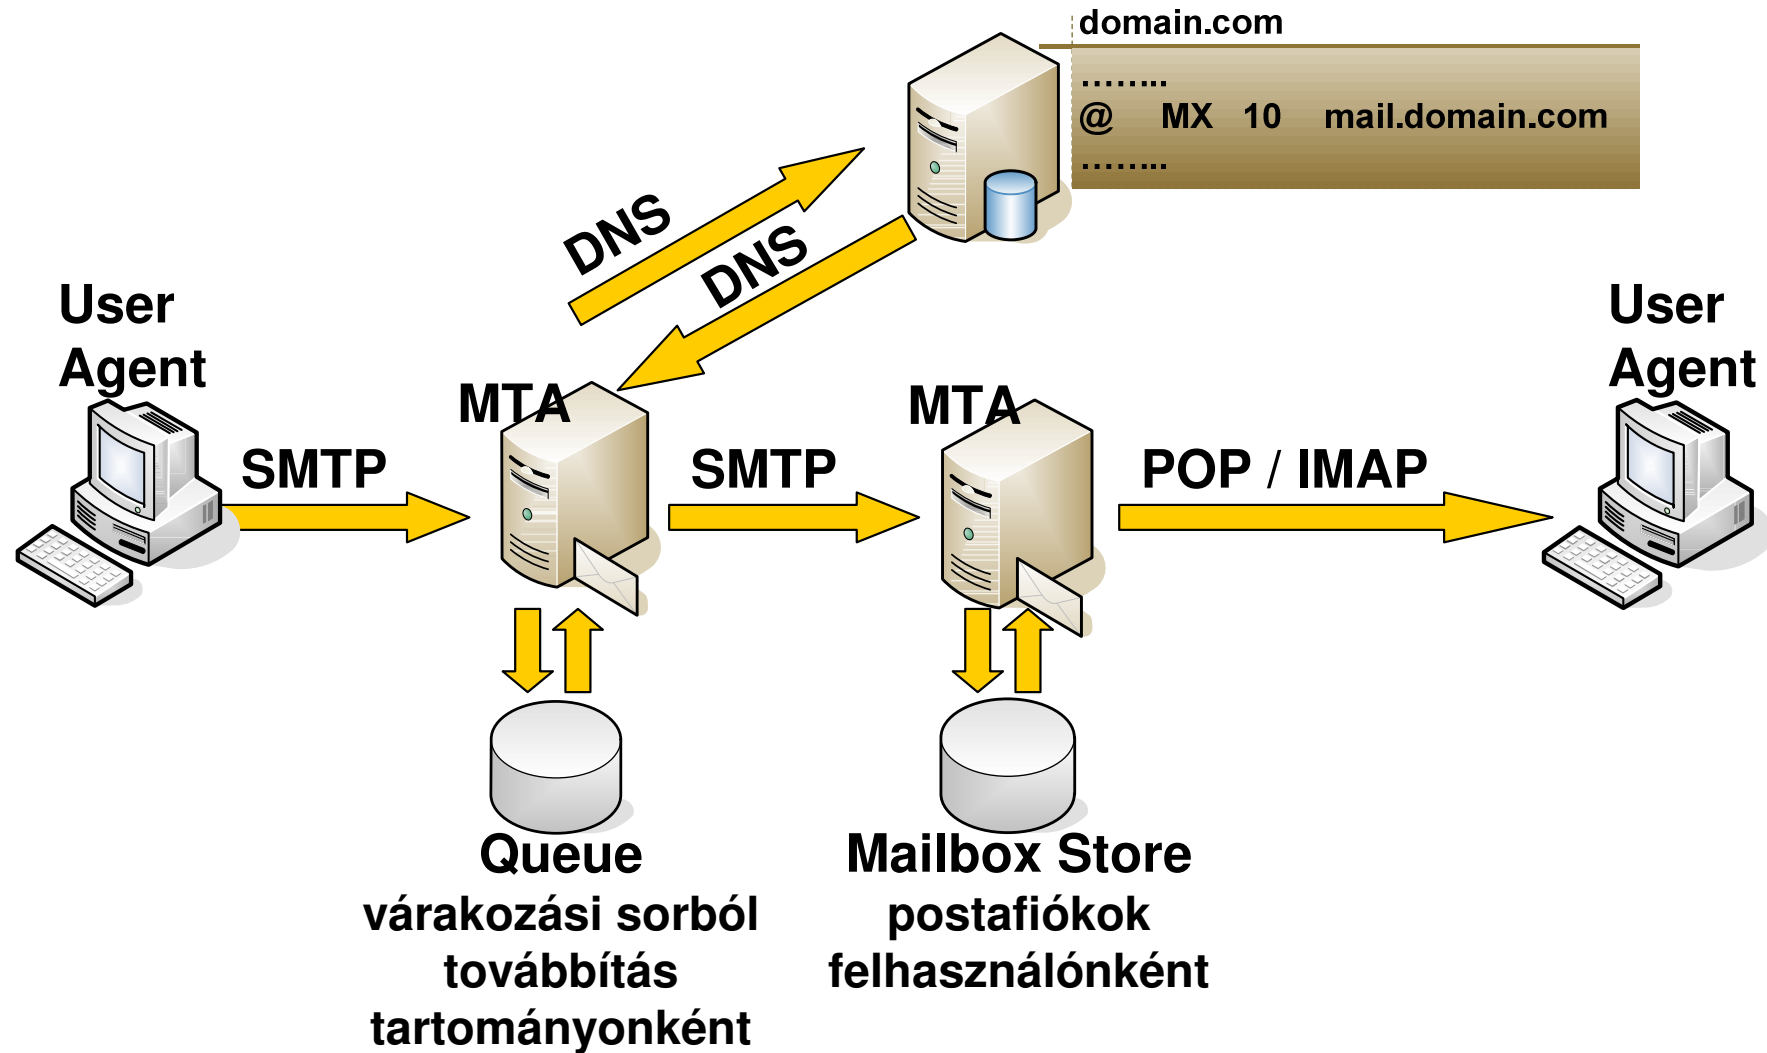 domain.com
........
@ MX 10 mail.domain.com
........
DNS
DNS
User
Agent
User
Agent
MTA
MTA
SMTP
SMTP
POP / IMAP
Queue
várakozási sorból
továbbítás
tartományonként
Mailbox Store
postafiókok
felhasználónként